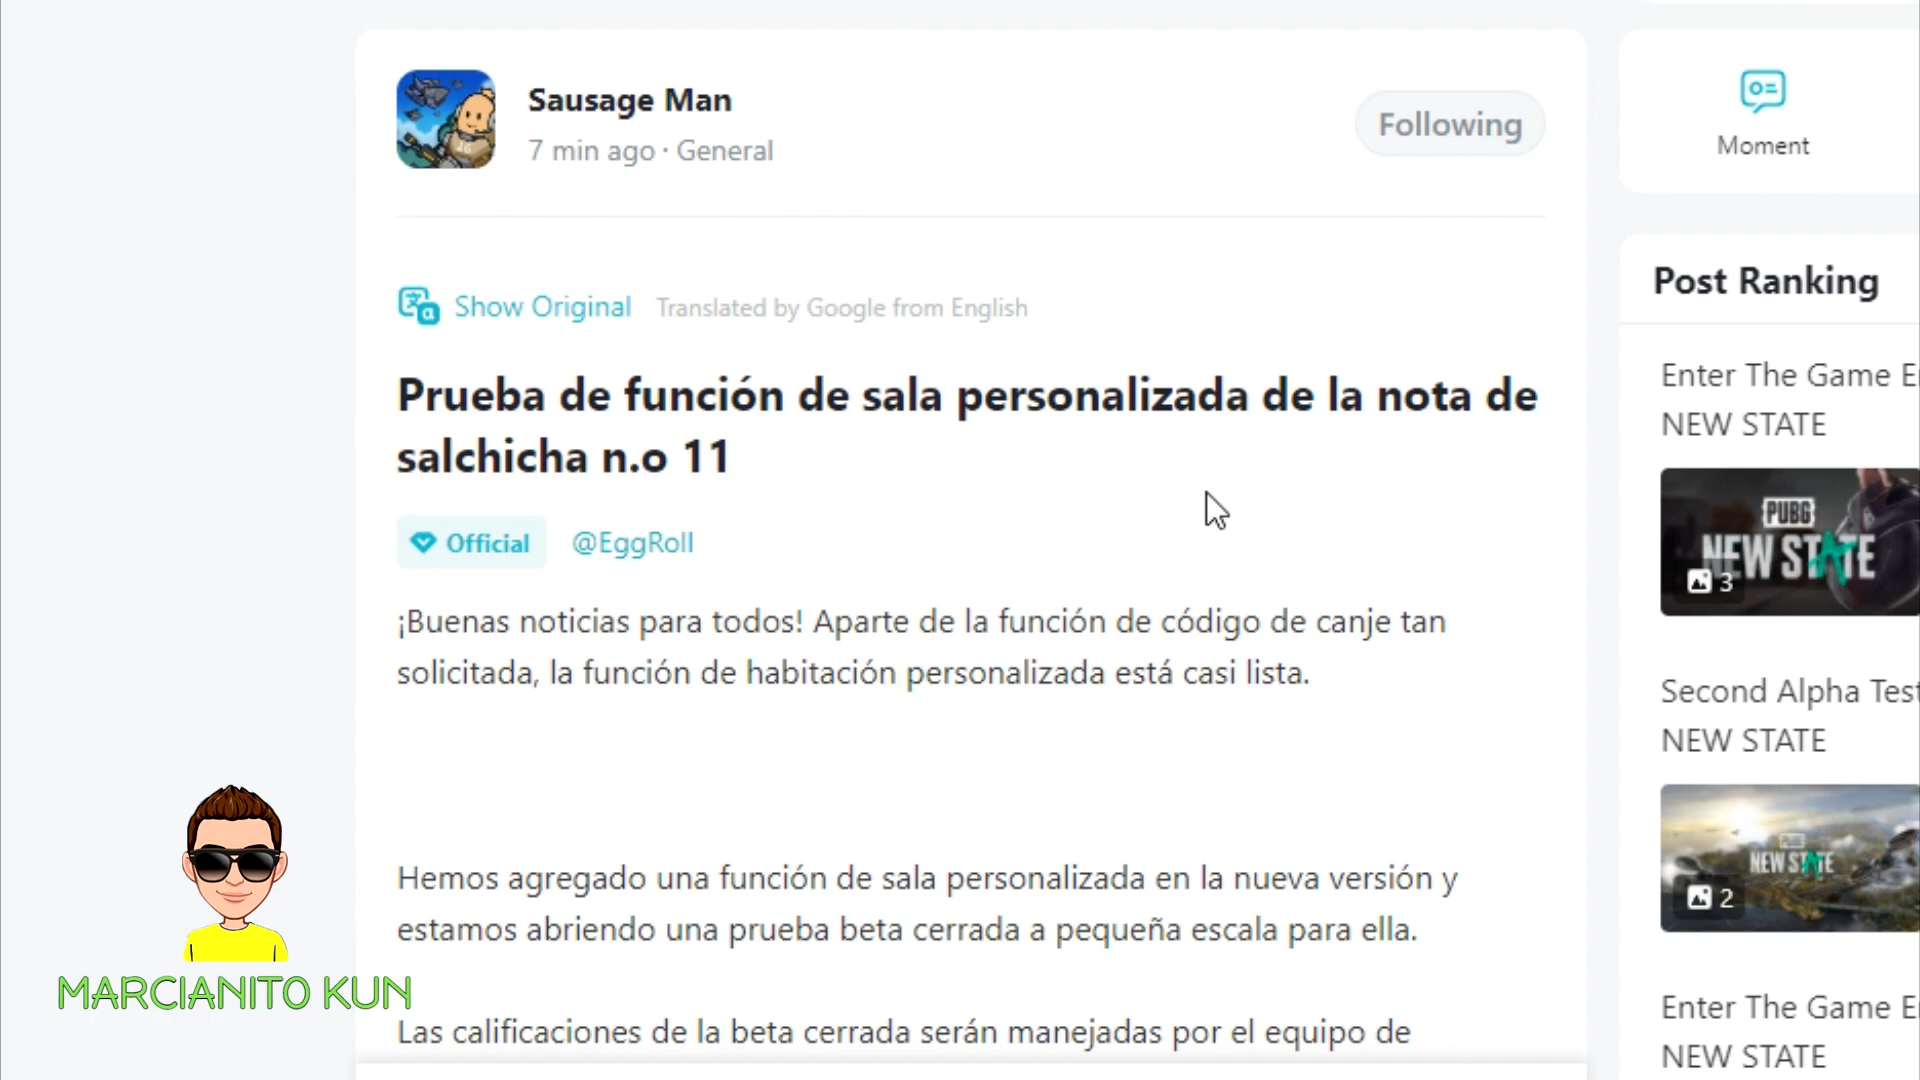 Sausage Man
7 min ago · General
Following
Show Original Translated by Google from English
Prueba de función de sala personalizada de la nota de
salchicha n.o 11
Official @EggRoll
¡Buenas noticias para todos! Aparte de la función de código de canje tan
solicitada, la función de habitación personalizada está casi lista.
Hemos agregado una función de sala personalizada en la nueva versión y
estamos abriendo una prueba beta cerrada a pequeña escala para ella.
Las calificaciones de la beta cerrada serán manejadas por el equipo de
MARCIANITO KUN
Moment
Post Ranking
Enter The Game
NEW STATE
PUBG
NEW STATE
3
Second Alpha Test
NEW STATE
NEW STATE
2
Enter The Game
NEW STATE